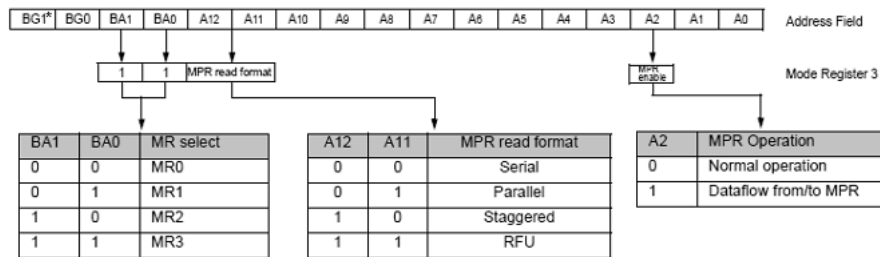 BG1* BG0 BA1 BA0 A12 A11 A10 A9 A8 A7 A6 A5 A4 A3 A2 A1 A0 Address Field
1 1 MPR read format MPR enable Mode Register 3
BA1 BA0 MR select
0 0 MR0
0 1 MR1
1 0 MR2
1 1 MR3
A12 A11 MPR read format
0 0 Serial
0 1 Parallel
1 0 Staggered
1 1 RFU
A2 MPR Operation
0 Normal operation
1 Dataflow from/to MPR